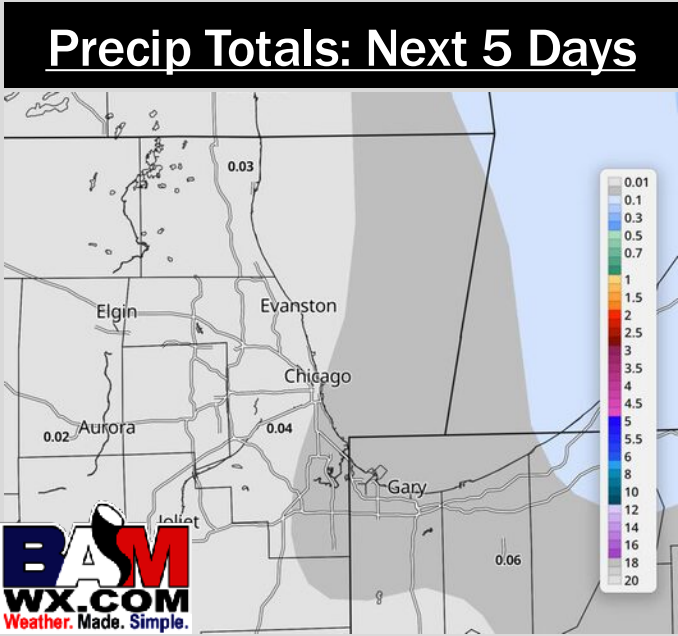 Precip Totals: Next 5 Days
0.03
Elgin
Evanston
Chicago
0.02
Aurora
0.04
Gary
Joliet
0.06
0.01
0.1
0.3
0.5
0.7
1
1.5
2
2.5
3
3.5
4
4.5
5
5.5
6
8
10
12
14
16
18
20
BAM
WX.COM
Weather. Made. Simple.